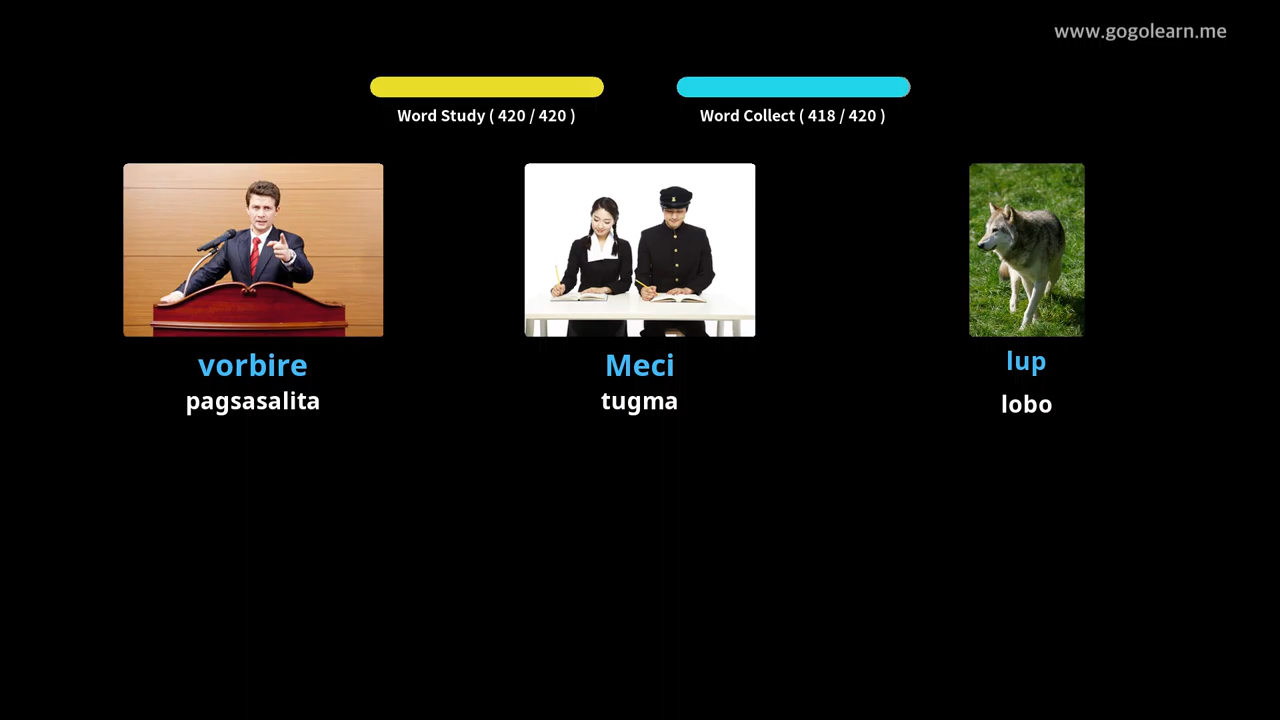 www.gogolearn.me
Word Study ( 420 / 420 )
Word Collect ( 418 / 420 )
vorbire
pagsasalita
Meci
tugma
lup
lobo